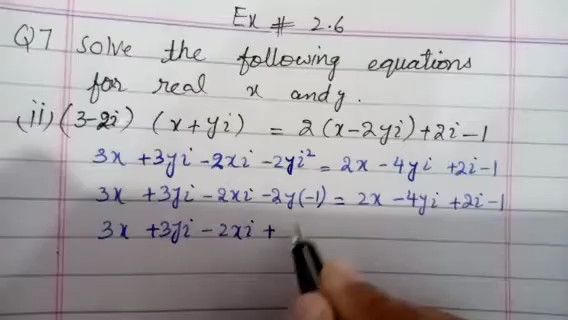 Ex # 2.6
Q7 Solve the following equations
for real x and y.
(ii) (3-2i) (x+yi) = 2(x-2yi)+2i-1
3x +3yi -2xi -2yi² = 2x -4yi +2i-1
3x +3yi -2xi -2y(-1) = 2x -4yi +2i-1
3x +3yi -2xi +